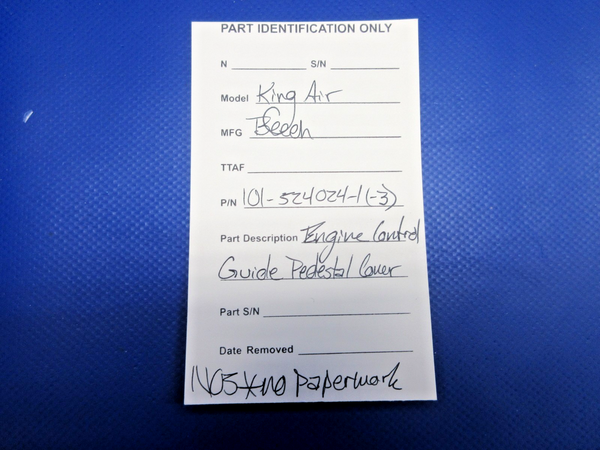 PART IDENTIFICATION ONLY
N S/N
Model King Air
MFG Beech
TTAF
P/N 101-524024-1 (-3)
Part Description Engine Control
Guide Pedestal Cover
Part S/N
Date Removed
NOS * no paperwork